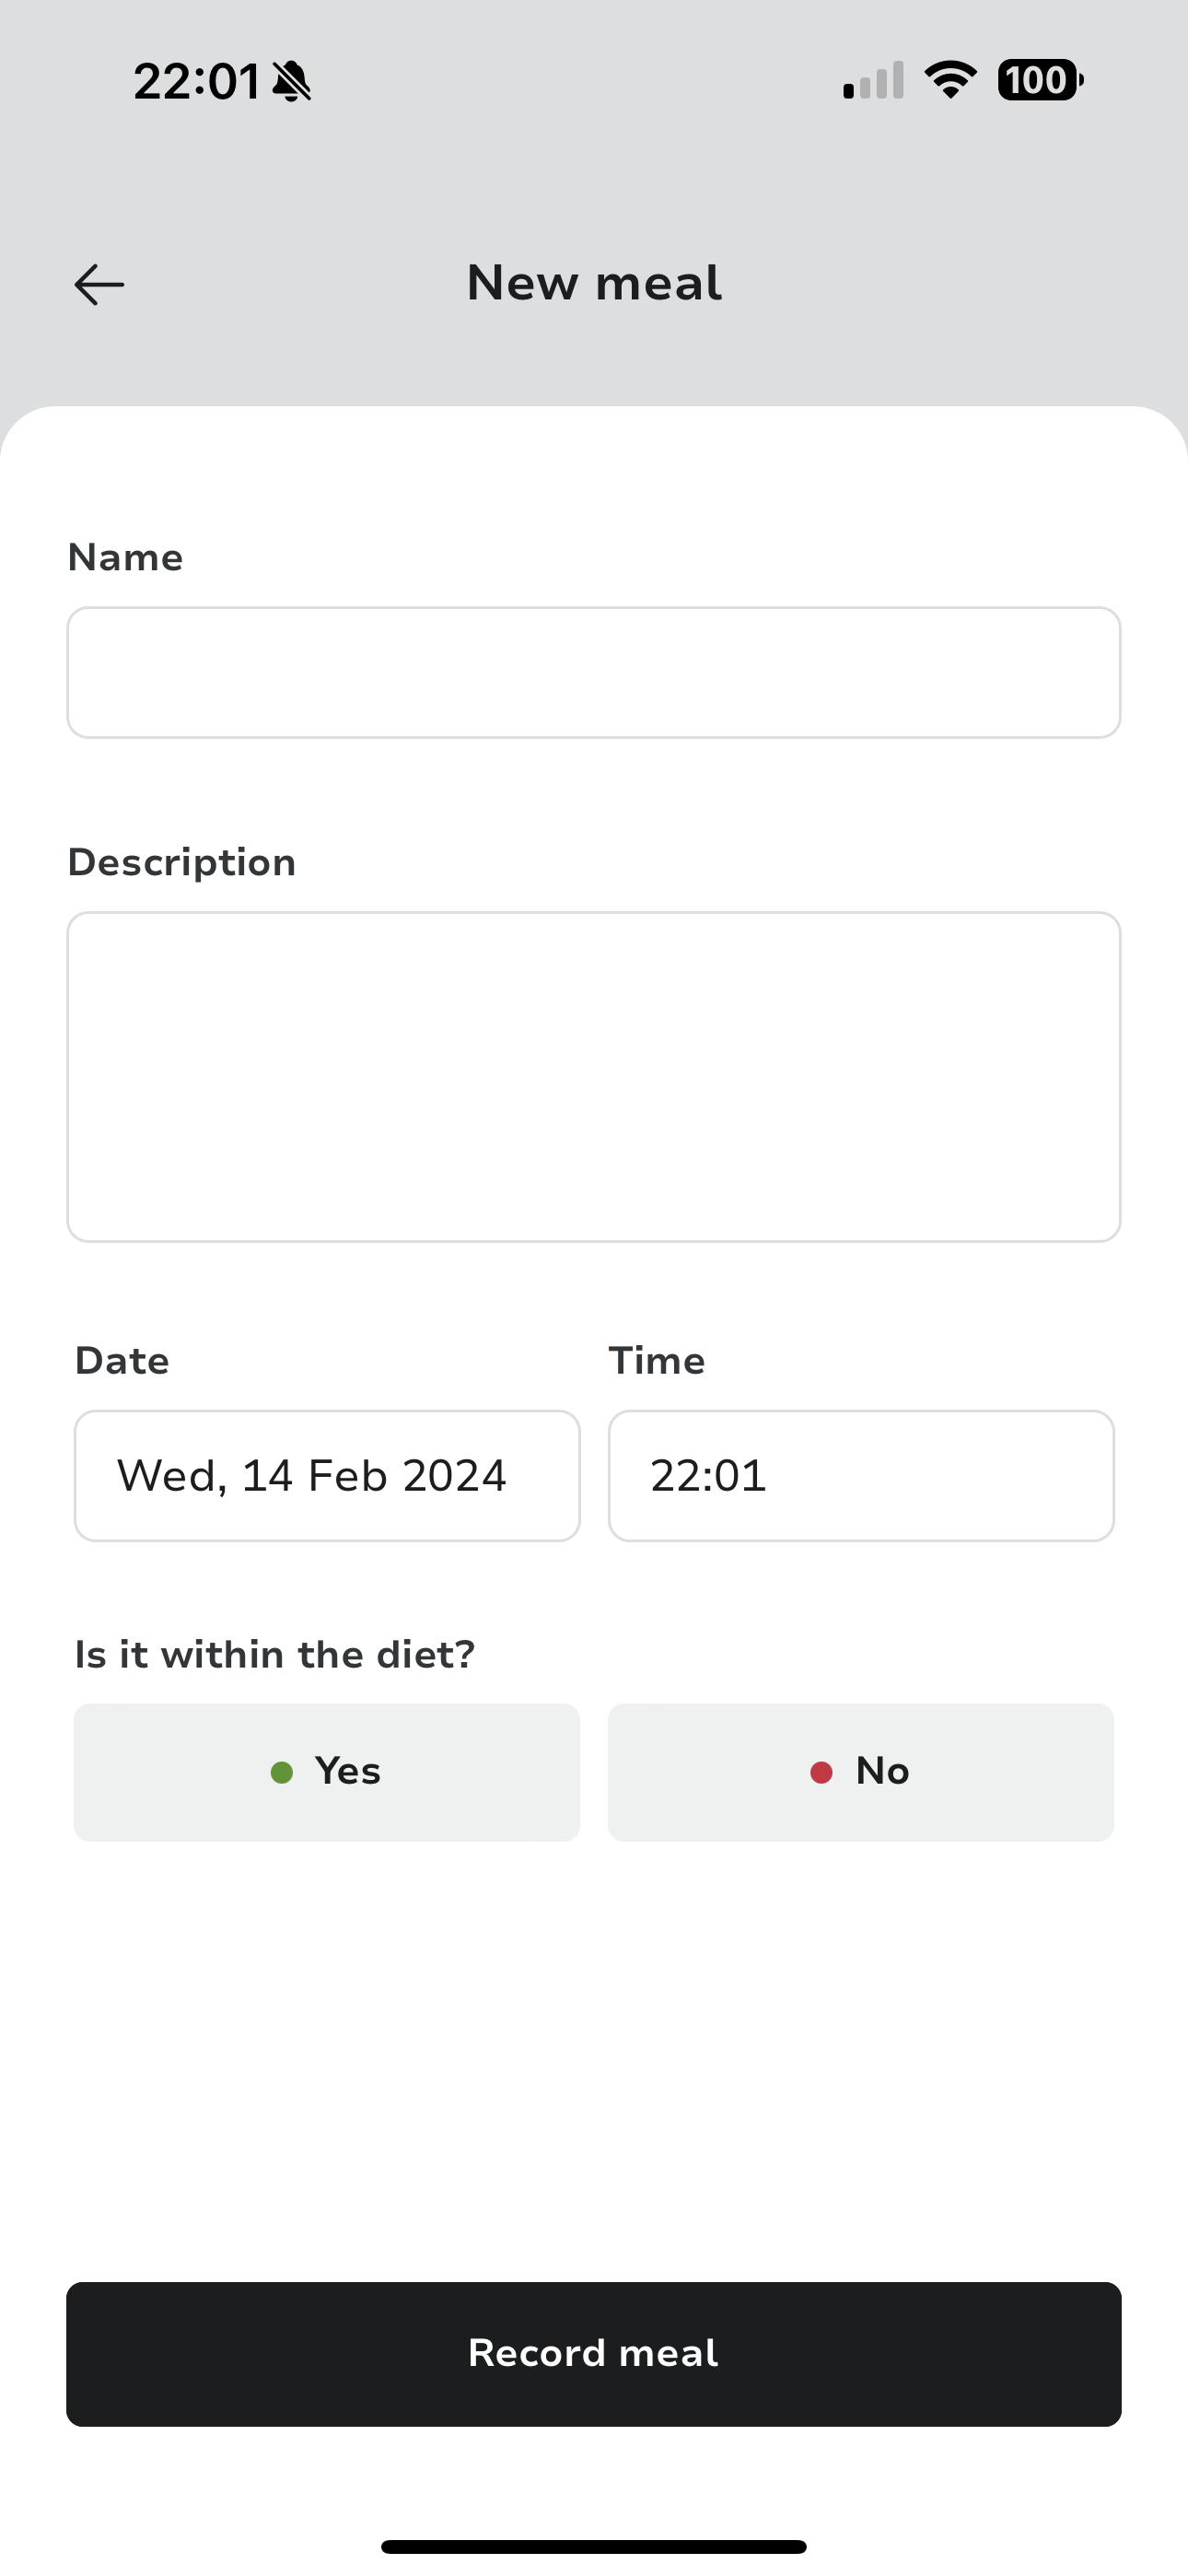 22:01
100
New meal
Name
Description
Date
Time
Wed, 14 Feb 2024
22:01
Is it within the diet?
Yes
No
Record meal